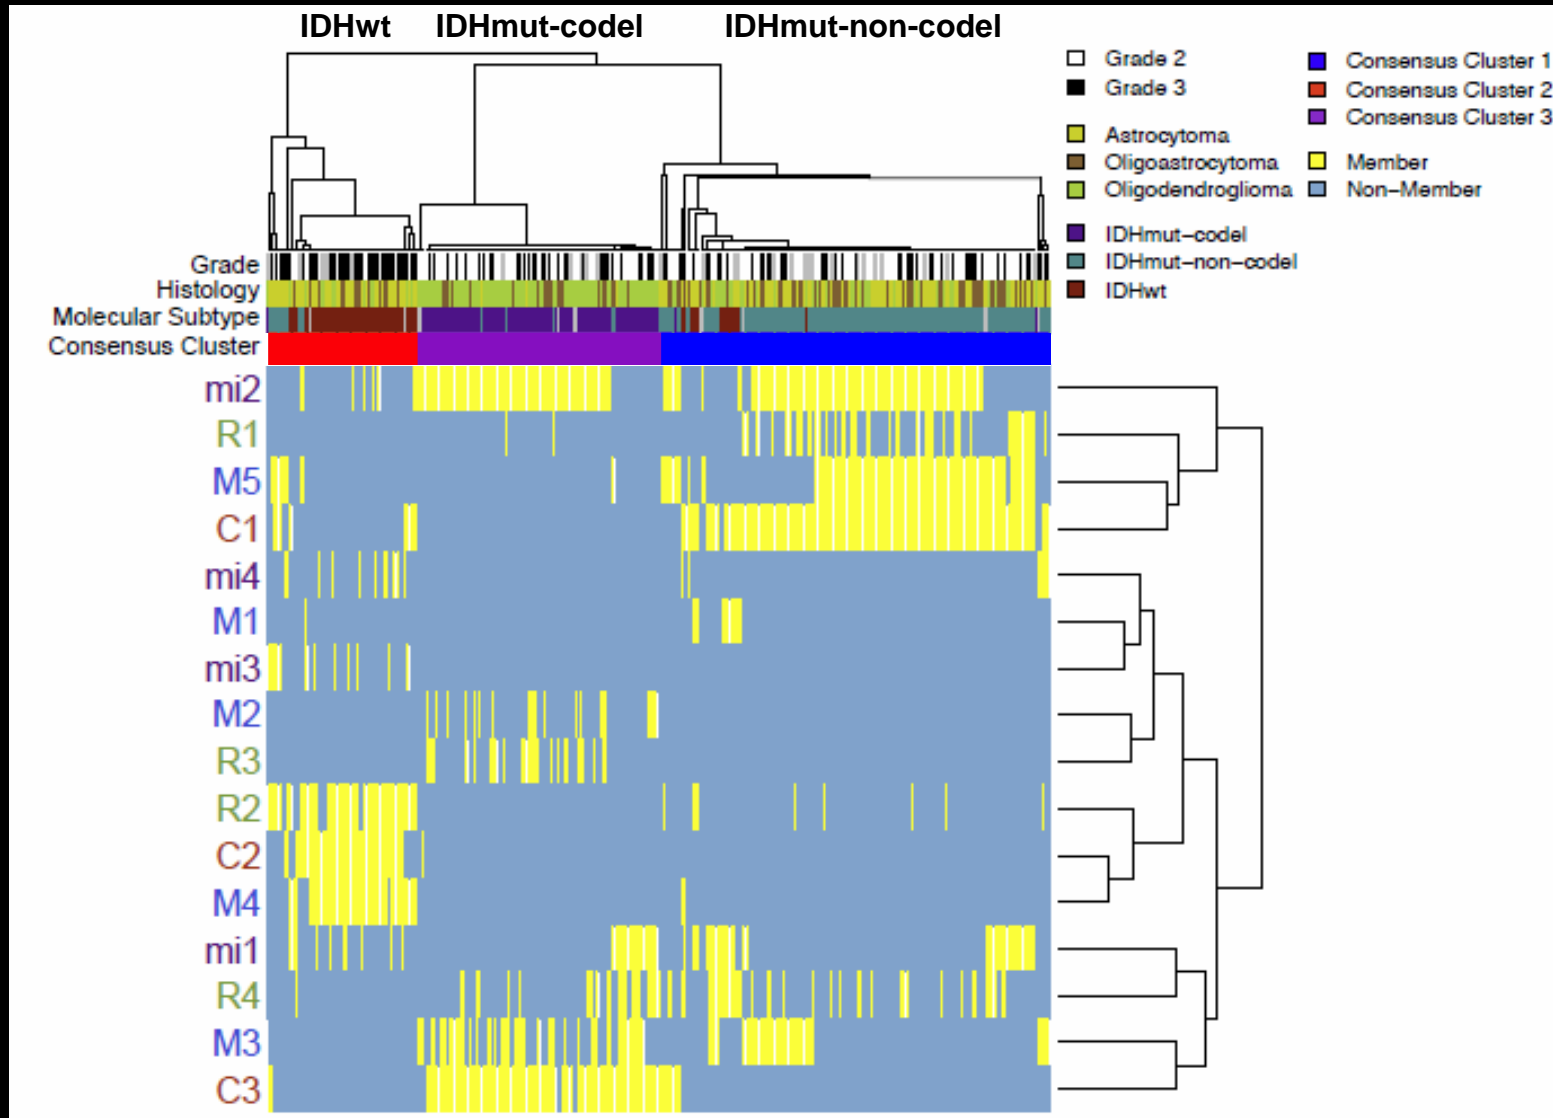 IDHwt IDHmut-codel IDHmut-non-codel
Grade 2
Grade 3
Astrocytoma
Oligoastrocytoma
Oligodendroglioma
IDHmut-codel
IDHmut-non-codel
IDHwt
Consensus Cluster 1
Consensus Cluster 2
Consensus Cluster 3
Member
Non-Member
Grade
Histology
Molecular Subtype
Consensus Cluster
mi2
R1
M5
C1
mi4
M1
mi3
M2
R3
R2
C2
M4
mi1
R4
M3
C3